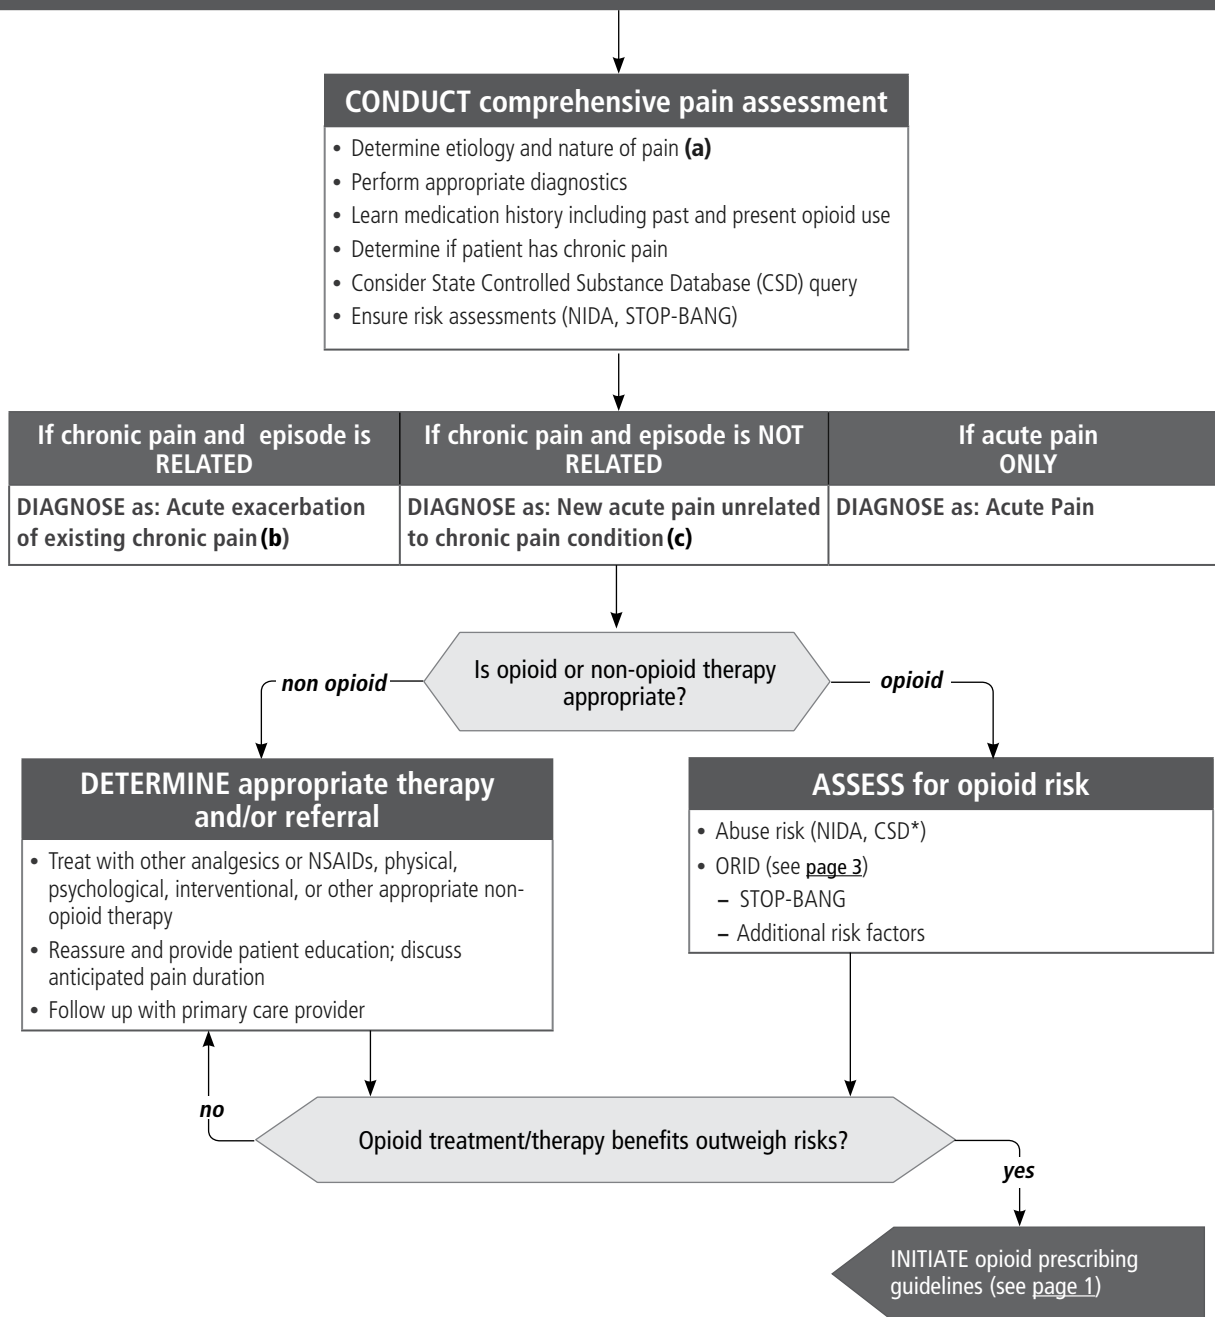 CONDUCT comprehensive pain assessment
• Determine etiology and nature of pain (a)
• Perform appropriate diagnostics
• Learn medication history including past and present opioid use
• Determine if patient has chronic pain
• Consider State Controlled Substance Database (CSD) query
• Ensure risk assessments (NIDA, STOP-BANG)
If chronic pain and episode is
RELATED
If chronic pain and episode is NOT
RELATED
If acute pain
ONLY
DIAGNOSE as: Acute exacerbation
of existing chronic pain (b)
DIAGNOSE as: New acute pain unrelated
to chronic pain condition (c)
DIAGNOSE as: Acute Pain
Is opioid or non-opioid therapy
appropriate?
non opioid
opioid
DETERMINE appropriate therapy
and/or referral
• Treat with other analgesics or NSAIDs, physical,
psychological, interventional, or other appropriate non-
opioid therapy
• Reassure and provide patient education; discuss
anticipated pain duration
• Follow up with primary care provider
ASSESS for opioid risk
• Abuse risk (NIDA, CSD*)
• ORID (see page 3)
– STOP-BANG
– Additional risk factors
no
Opioid treatment/therapy benefits outweigh risks?
yes
INITIATE opioid prescribing
guidelines (see page 1)